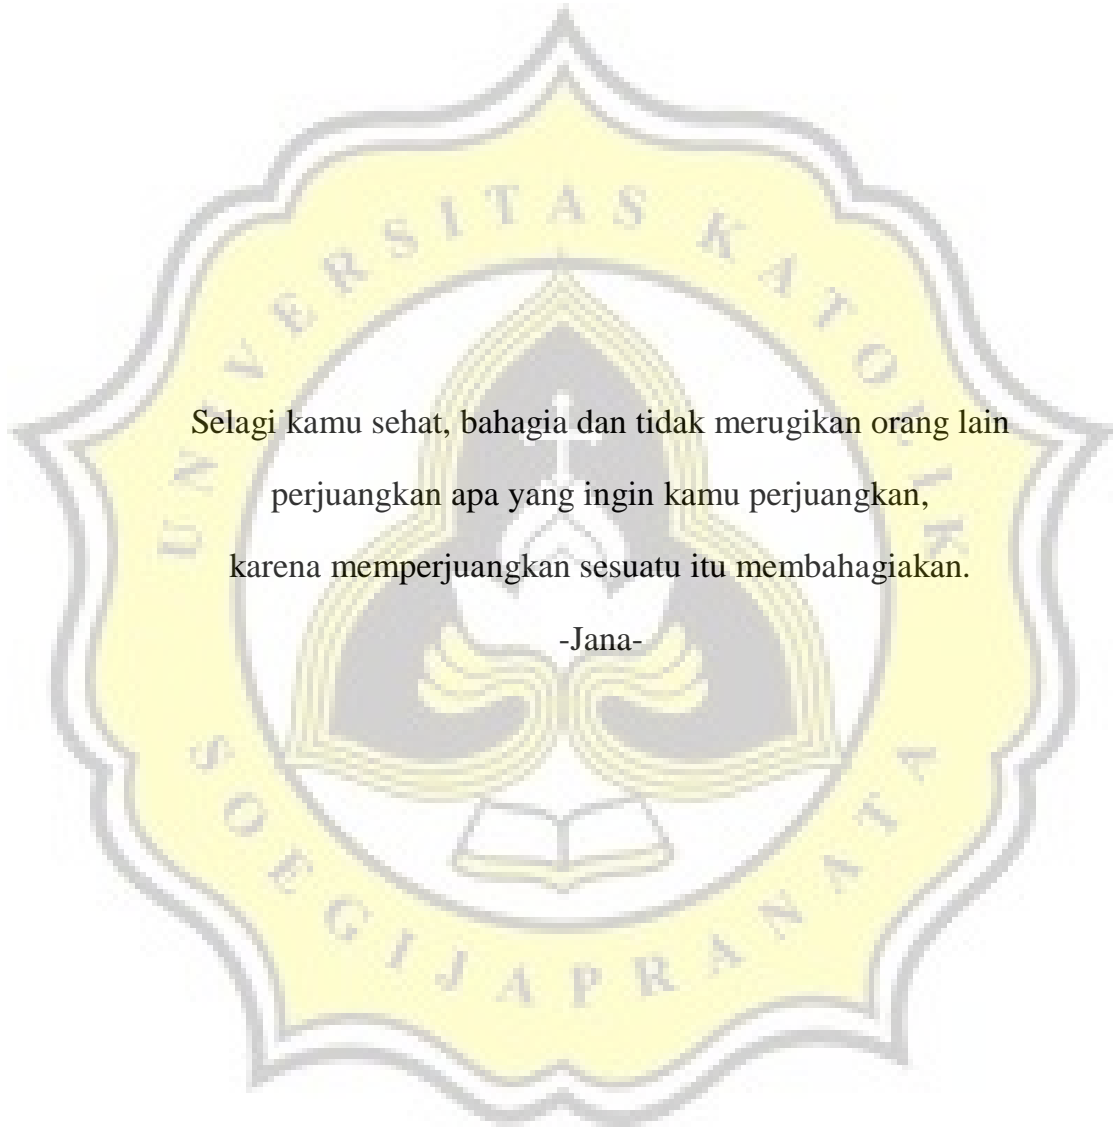 UNIVERSITAS KATOLIK
Selagi kamu sehat, bahagia dan tidak merugikan orang lain
perjuangkan apa yang ingin kamu perjuangkan,
karena memperjuangkan sesuatu itu membahagiakan.
-Jana-
SOEGIJAPRANATA